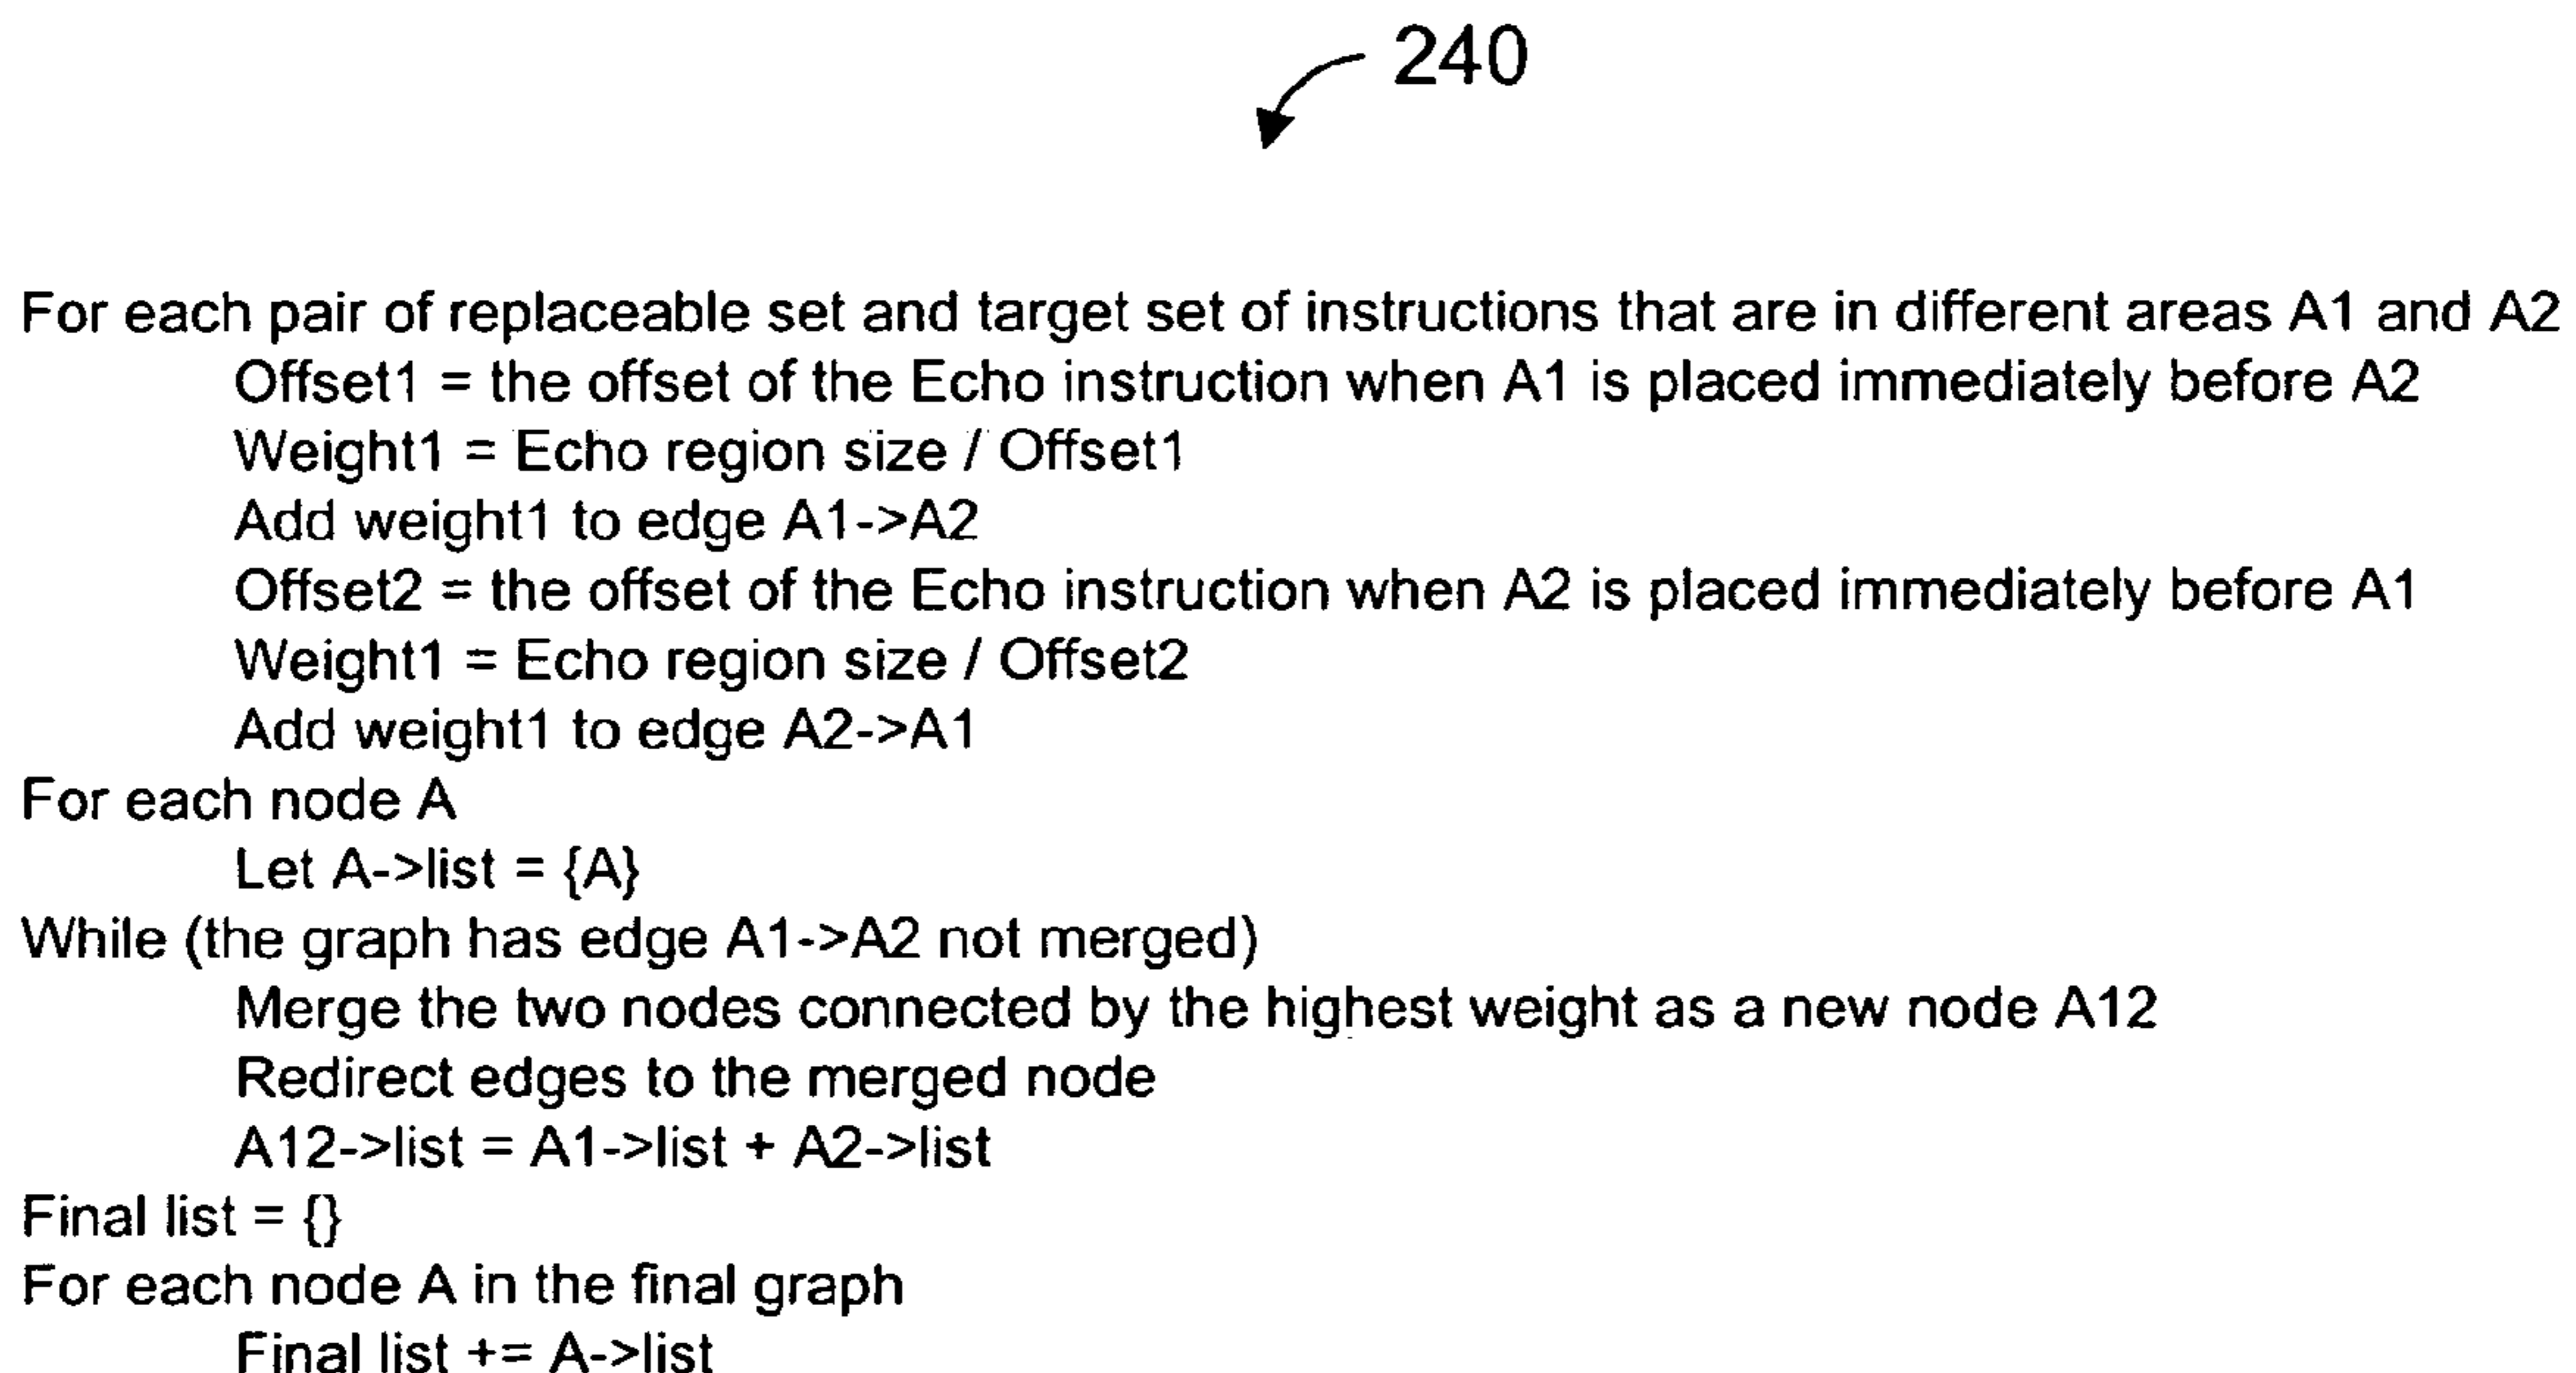 240
For each pair of replaceable set and target set of instructions that are in different areas A1 and A2
Offset1 = the offset of the Echo instruction when A1 is placed immediately before A2
Weight1 = Echo region size / Offset1
Add weight1 to edge A1->A2
Offset2 = the offset of the Echo instruction when A2 is placed immediately before A1
Weight1 = Echo region size / Offset2
Add weight1 to edge A2->A1
For each node A
Let A->list = {A}
While (the graph has edge A1->A2 not merged)
Merge the two nodes connected by the highest weight as a new node A12
Redirect edges to the merged node
A12->list = A1->list + A2->list
Final list = {}
For each node A in the final graph
Final list += A->list